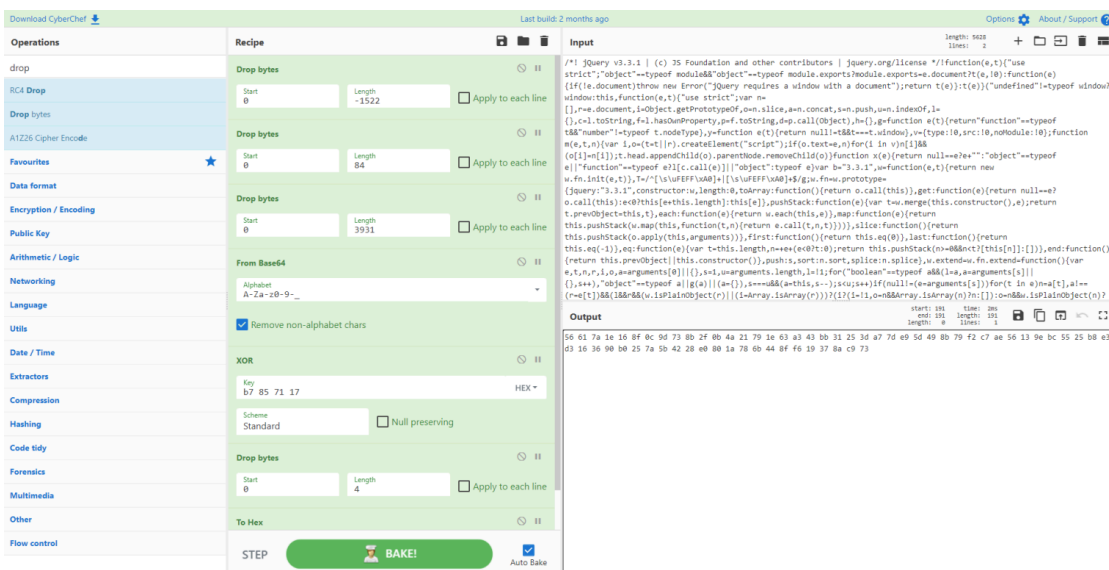 Download CyberChef
Last build: 2 months ago
Options
About / Support
Operations
drop
RC4 Drop
Drop bytes
A1Z26 Cipher Encode
Favourites
Data format
Encryption / Encoding
Public Key
Arithmetic / Logic
Networking
Language
Utils
Date / Time
Extractors
Compression
Hashing
Code tidy
Forensics
Multimedia
Other
Flow control
Recipe
Drop bytes
Start
0
Length
-1522
Apply to each line
Drop bytes
Start
0
Length
84
Apply to each line
Drop bytes
Start
0
Length
3931
Apply to each line
From Base64
Alphabet
A-Za-z0-9-_
Remove non-alphabet chars
XOR
Key
b7 85 71 17
HEX
Scheme
Standard
Null preserving
Drop bytes
Start
0
Length
4
Apply to each line
To Hex
STEP
BAKE!
Auto Bake
Input
length: 5628
lines: 2
/*! jQuery v3.3.1 | (c) JS Foundation and other contributors | jquery.org/license */!function(e,t){"use
strict";"object"==typeof module&&"object"==typeof module.exports?module.exports=e.document?t(e,!0):function(e)
{if(!e.document)throw new Error("jQuery requires a window with a document");return t(e)}:t(e)}("undefined"!=typeof window?
window:this,function(e,t){"use strict";var n=
[],r=e.document,i=Object.getPrototypeOf,o=n.slice,a=n.concat,s=n.push,u=n.indexOf,l=
{},c=l.toString,f=l.hasOwnProperty,p=f.toString,d=p.call(Object),h={},g=function e(t){return"function"==typeof
t&&"number"!=typeof t.nodeType},y=function e(t){return null!=t&&t===t.window},v={type:!0,src:!0,noModule:!0};function
m(e,t,n){var i,o=(t=t||r).createElement("script");if(o.text=e,n)for(i in v)n[i]&&
(o[i]=n[i]);t.head.appendChild(o).parentNode.removeChild(o)}function x(e){return null==e?e+"":"object"==typeof
e||"function"==typeof e?l[c.call(e)]||"object":typeof e}var b="3.3.1",w=function(e,t){return new
w.fn.init(e,t)},T=/^[\s\uFEFF\xA0]+|[\s\uFEFF\xA0]+$/g;w.fn=w.prototype=
{jquery:"3.3.1",constructor:w,length:0,toArray:function(){return o.call(this)},get:function(e){return null==e?
o.call(this):e<0?this[e+this.length]:this[e]},pushStack:function(e){var t=w.merge(this.constructor(),e);return
t.prevObject=this,t},each:function(e){return w.each(this,e)},map:function(e){return
this.pushStack(w.map(this,function(t,n){return e.call(t,n,t)}))},slice:function(){return
this.pushStack(o.apply(this,arguments))},first:function(){return this.eq(0)},last:function(){return
this.eq(-1)},eq:function(e){var t=this.length,n=+e+(e<0?t:0);return this.pushStack(n>=0&&n<t?[this[n]]:[])},end:function()
{return this.prevObject||this.constructor()},push:s,sort:n.sort,splice:n.splice},w.extend=w.fn.extend=function(){var
e,t,n,r,i,o,a=arguments[0]||{},s=1,u=arguments.length,l=!1;for("boolean"==typeof a&&(l=a,a=arguments[s]||
{},s++),"object"==typeof a||g(a)||(a={}),s===u&&(a=this,s--);s<u;s++)if(null!=(e=arguments[s]))for(t in e)n=a[t],a!==
(r=e[t])&&(l&&r&&(w.isPlainObject(r)||(i=Array.isArray(r)))?(i?(i=!1,o=n&&Array.isArray(n)?n:[]):o=n&&w.isPlainObject(n)?
Output
start: 191
end: 191
length: 0
time: 2ms
length: 191
lines: 1
56 61 7a 1e 16 8f 0c 9d 73 8b 2f 0b 4a 21 79 1e 63 a3 43 bb 31 25 3d a7 7d e9 5d 49 8b 79 f2 c7 ae 56 13 9e bc 55 25 b8 e3
d3 16 36 90 b0 25 7a 5b 42 28 e0 80 1a 78 6b 44 8f f6 19 37 8a c9 73